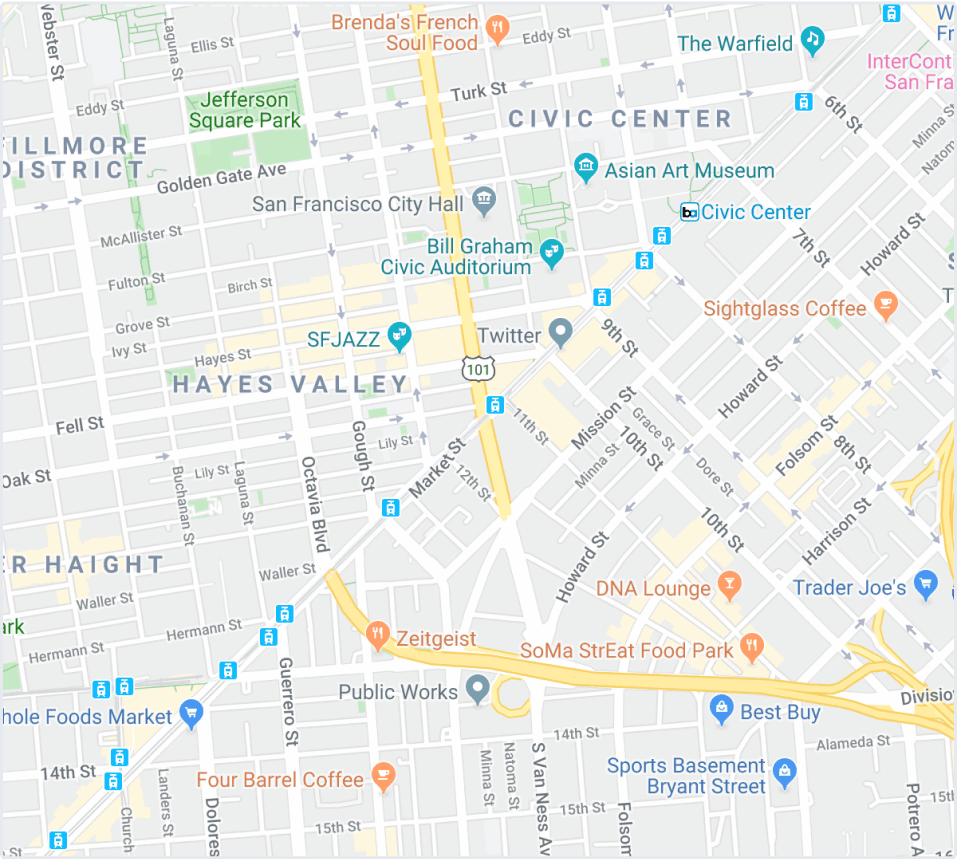 Webster St
Laguna St
Ellis St
Brenda's French
Soul Food
Eddy St
The Warfield
InterCont
San Fra
W
Fr
Eddy St
Jefferson
Square Park
Turk St
CIVIC CENTER
6th St
Minna St
Natom
FILLMORE
DISTRICT
Golden Gate Ave
Asian Art Museum
San Francisco City Hall
ba
Civic Center
McAllister St
Bill Graham
Civic Auditorium
7th St
Howard St
Fulton St
Birch St
S
T
Sightglass Coffee
Grove St
Ivy St
Hayes St
SFJAZZ
Twitter
9th St
101
HAYES VALLEY
Howard St
Fell St
Gough St
Lily St
Market St
11th St
Mission St
Grace St
10th St
Minna St
Folsom St
8th St
Oak St
Buchanan St
Lily St
Laguna St
Octavia Blvd
12th St
Dore St
10th St
Harrison St
ER HAIGHT
Waller St
Waller St
Howard St
DNA Lounge
Trader Joe's
ark
Hermann St
Hermann St
Zeitgeist
SoMa StrEat Food Park
Guerrero St
Public Works
Divisio
hole Foods Market
Best Buy
14th St
Alameda St
14th St
Landers St
Church
Dolores
Four Barrel Coffee
Minna St
Natoma St
S Van Ness Av
Sports Basement
Bryant Street
15th St
15th St
Folsom
Potrero A
15th
16